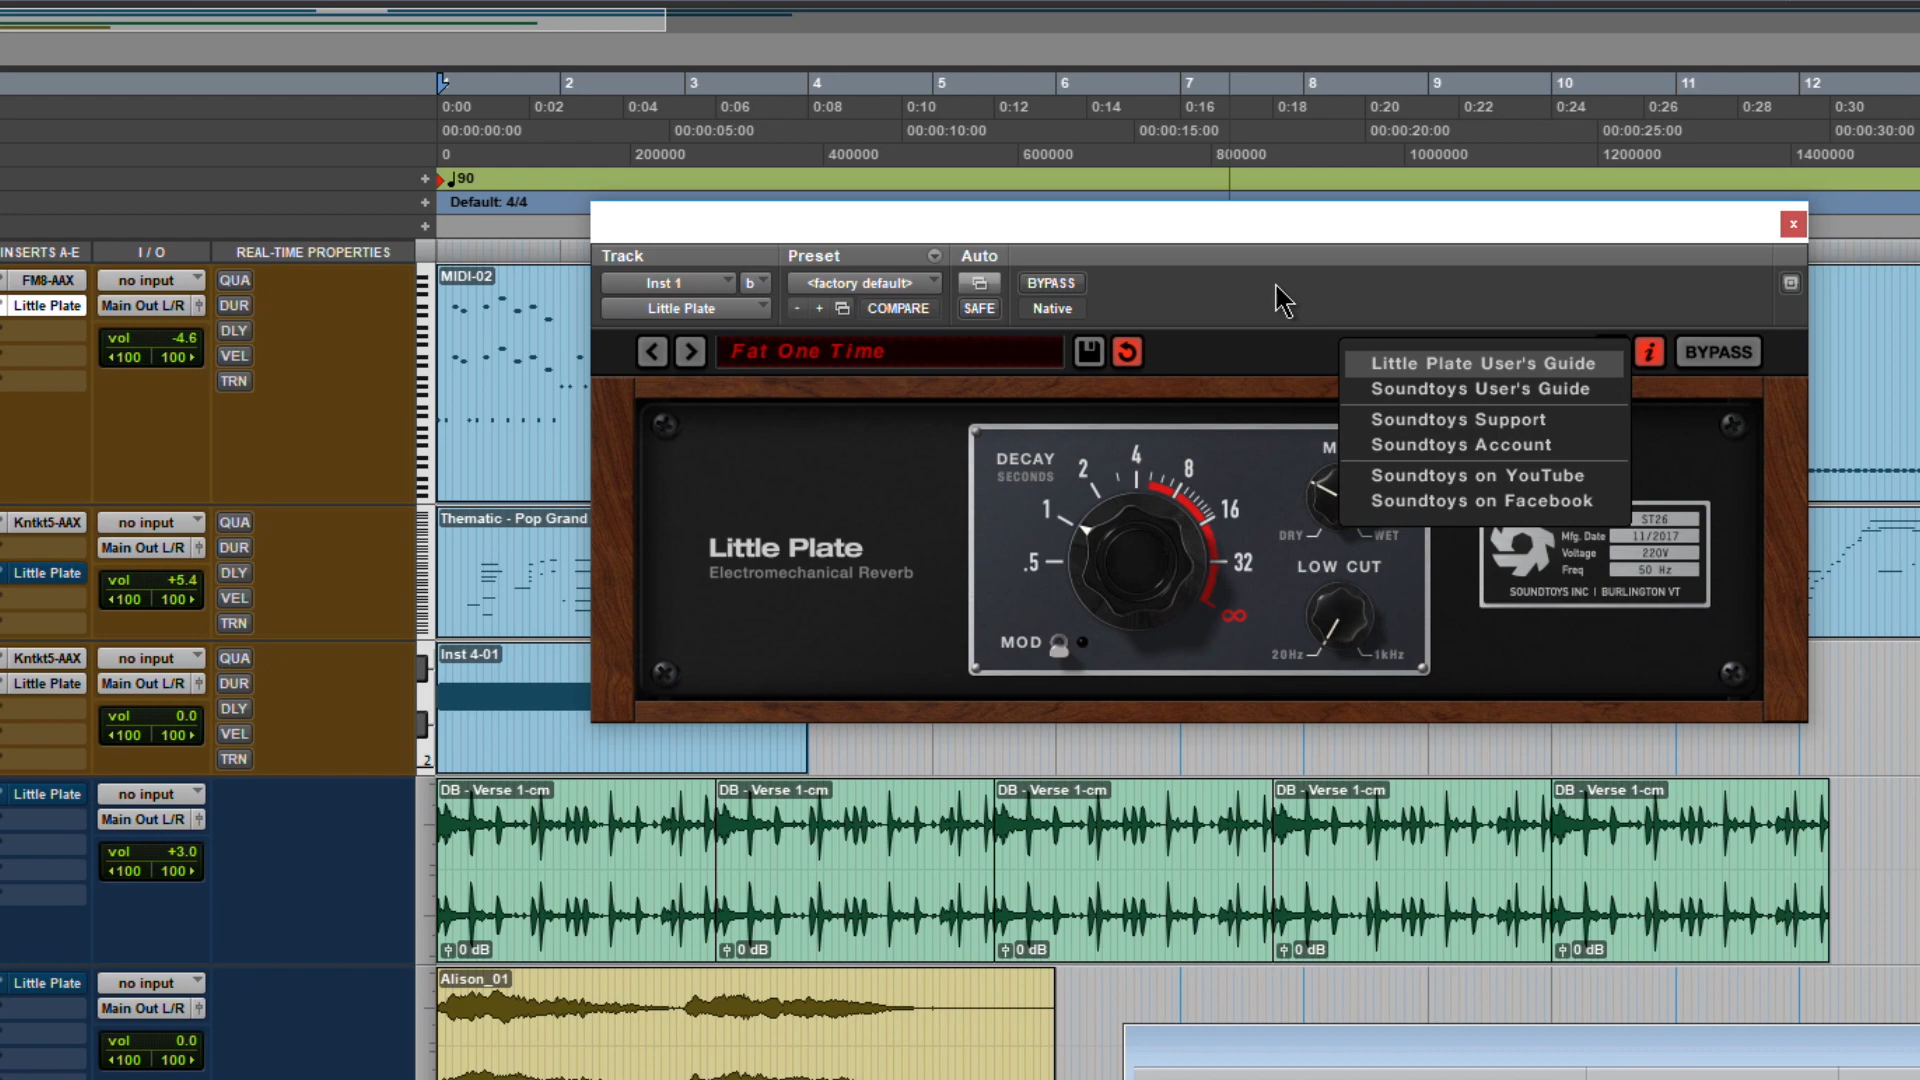 2 3 4 5 6 7 8 9 10 11 12
0:00 0:02 0:04 0:06 0:08 0:10 0:12 0:14 0:16 0:18 0:20 0:22 0:24 0:26 0:28 0:30
00:00:00:00 00:00:05:00 00:00:10:00 00:00:15:00 00:00:20:00 00:00:25:00 00:00:30:00
0 200000 400000 600000 800000 1000000 1200000 1400000
90
Default: 4/4
INSERTS A-E I / O REAL-TIME PROPERTIES
FM8-AAX no input QUA
Little Plate Main Out L/R DUR
vol -4.6 DLY
100 100 VEL
TRN
MIDI-02
Track Preset Auto
Inst 1 b <factory default> BYPASS
Little Plate - + COMPARE SAFE Native
x
Fat One Time
i BYPASS
Little Plate User's Guide
Soundtoys User's Guide
Soundtoys Support
Soundtoys Account
Soundtoys on YouTube
Soundtoys on Facebook
Little Plate
Electromechanical Reverb
DECAY
SECONDS
.5 1 2 4 8 16 32 ∞
MOD
M
DRY WET
LOW CUT
20Hz 1kHz
ST26
Mfg. Date 11/2017
Voltage 220V
Freq 50 Hz
SOUNDTOYS INC | BURLINGTON VT
Kntkt5-AAX no input QUA
Main Out L/R DUR
Little Plate vol +5.4 DLY
100 100 VEL
TRN
Thematic - Pop Grand
Kntkt5-AAX no input QUA
Little Plate Main Out L/R DUR
vol 0.0 DLY
100 100 VEL
TRN
Inst 4-01
2
Little Plate no input
Main Out L/R
vol +3.0
100 100
DB - Verse 1-cm DB - Verse 1-cm DB - Verse 1-cm DB - Verse 1-cm DB - Verse 1-cm
0 dB 0 dB 0 dB 0 dB 0 dB
Little Plate no input
Main Out L/R
vol 0.0
100 100
Alison_01